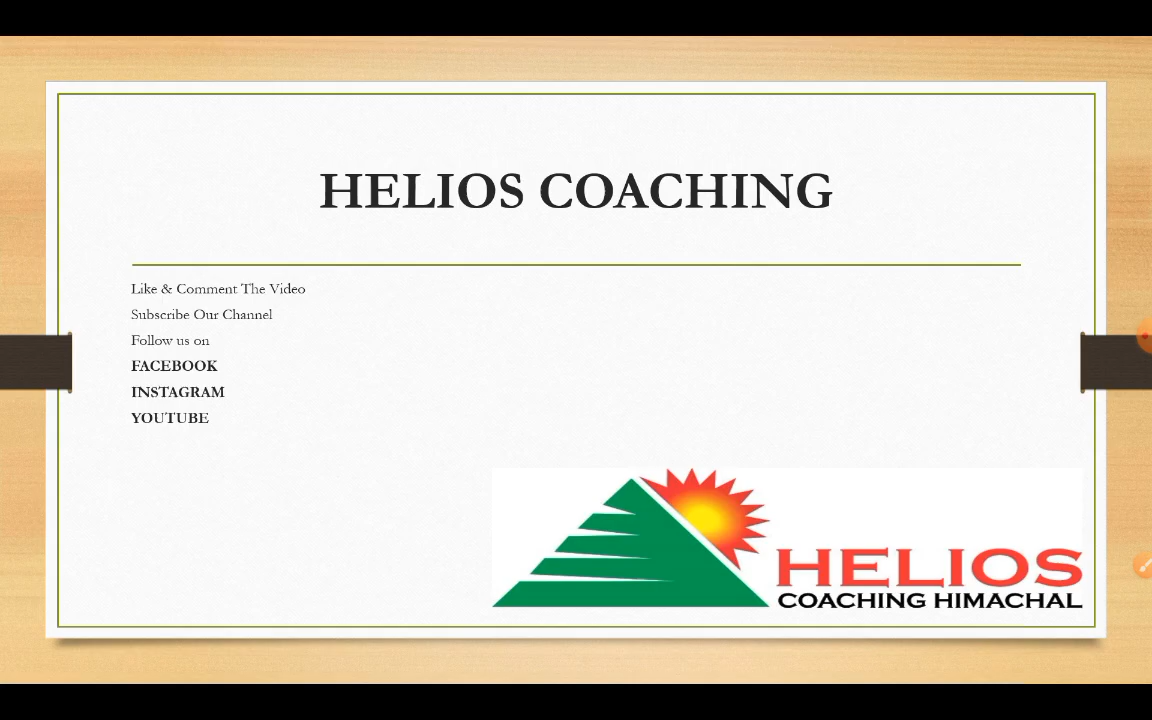 HELIOS COACHING
Like & Comment The Video
Subscribe Our Channel
Follow us on
FACEBOOK
INSTAGRAM
YOUTUBE
HELIOS
COACHING HIMACHAL